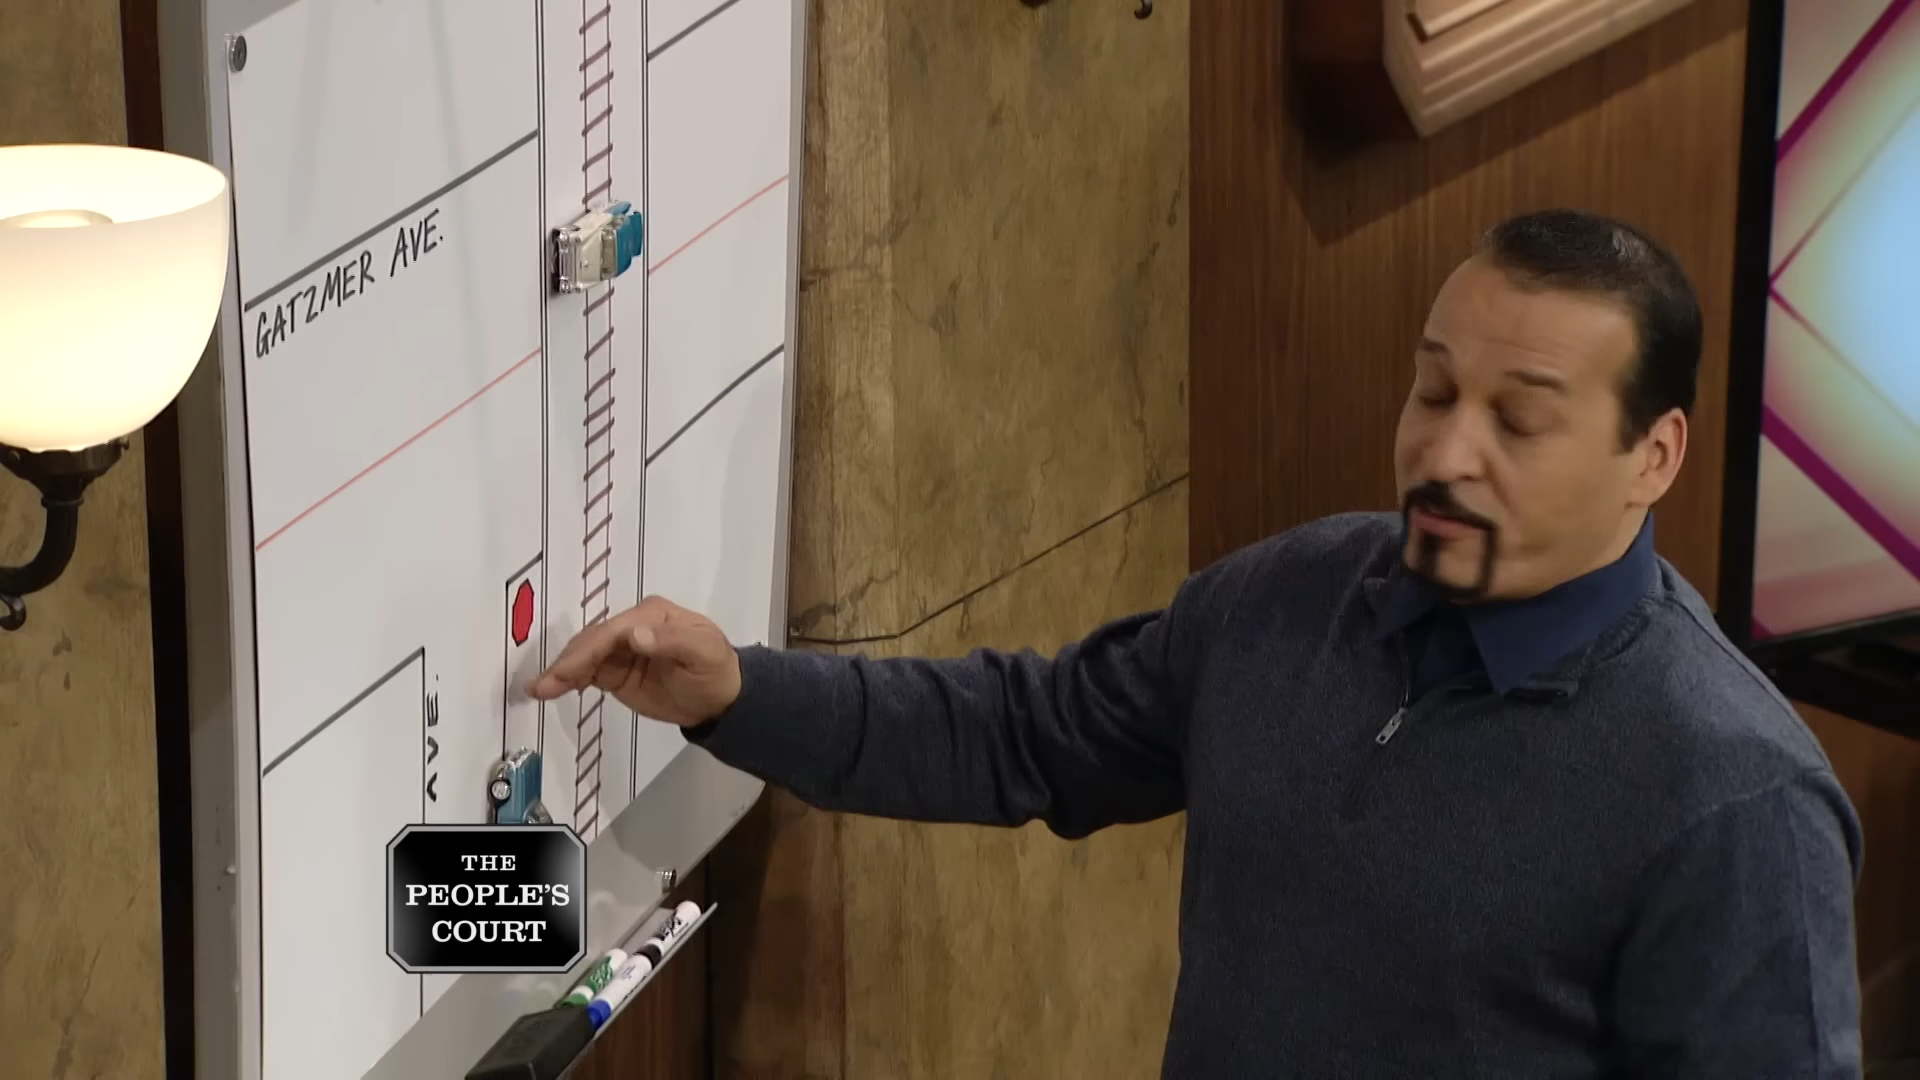 GATZMER AVE.
AVE.
THE
PEOPLE'S
COURT